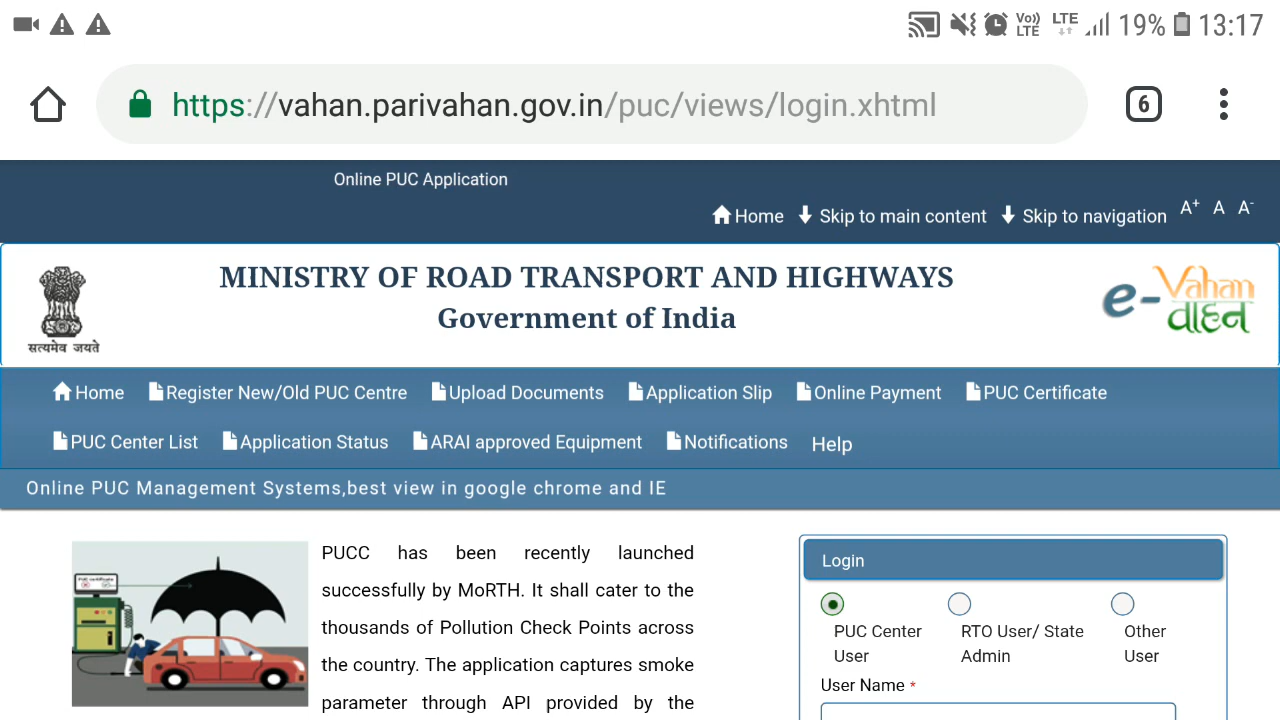 Vo)) LTE LTE 19% 13:17
https://vahan.parivahan.gov.in/puc/views/login.xhtml 6
Online PUC Application
Home Skip to main content Skip to navigation A+ A A-
MINISTRY OF ROAD TRANSPORT AND HIGHWAYS
Government of India
सत्यमेव जयते
e-Vahan
वाहन
Home Register New/Old PUC Centre Upload Documents Application Slip Online Payment PUC Certificate
PUC Center List Application Status ARAI approved Equipment Notifications Help
Online PUC Management Systems,best view in google chrome and IE
PUCC has been recently launched
successfully by MoRTH. It shall cater to the
thousands of Pollution Check Points across
the country. The application captures smoke
parameter through API provided by the
Login
PUC Center User
RTO User/ State Admin
Other User
User Name *